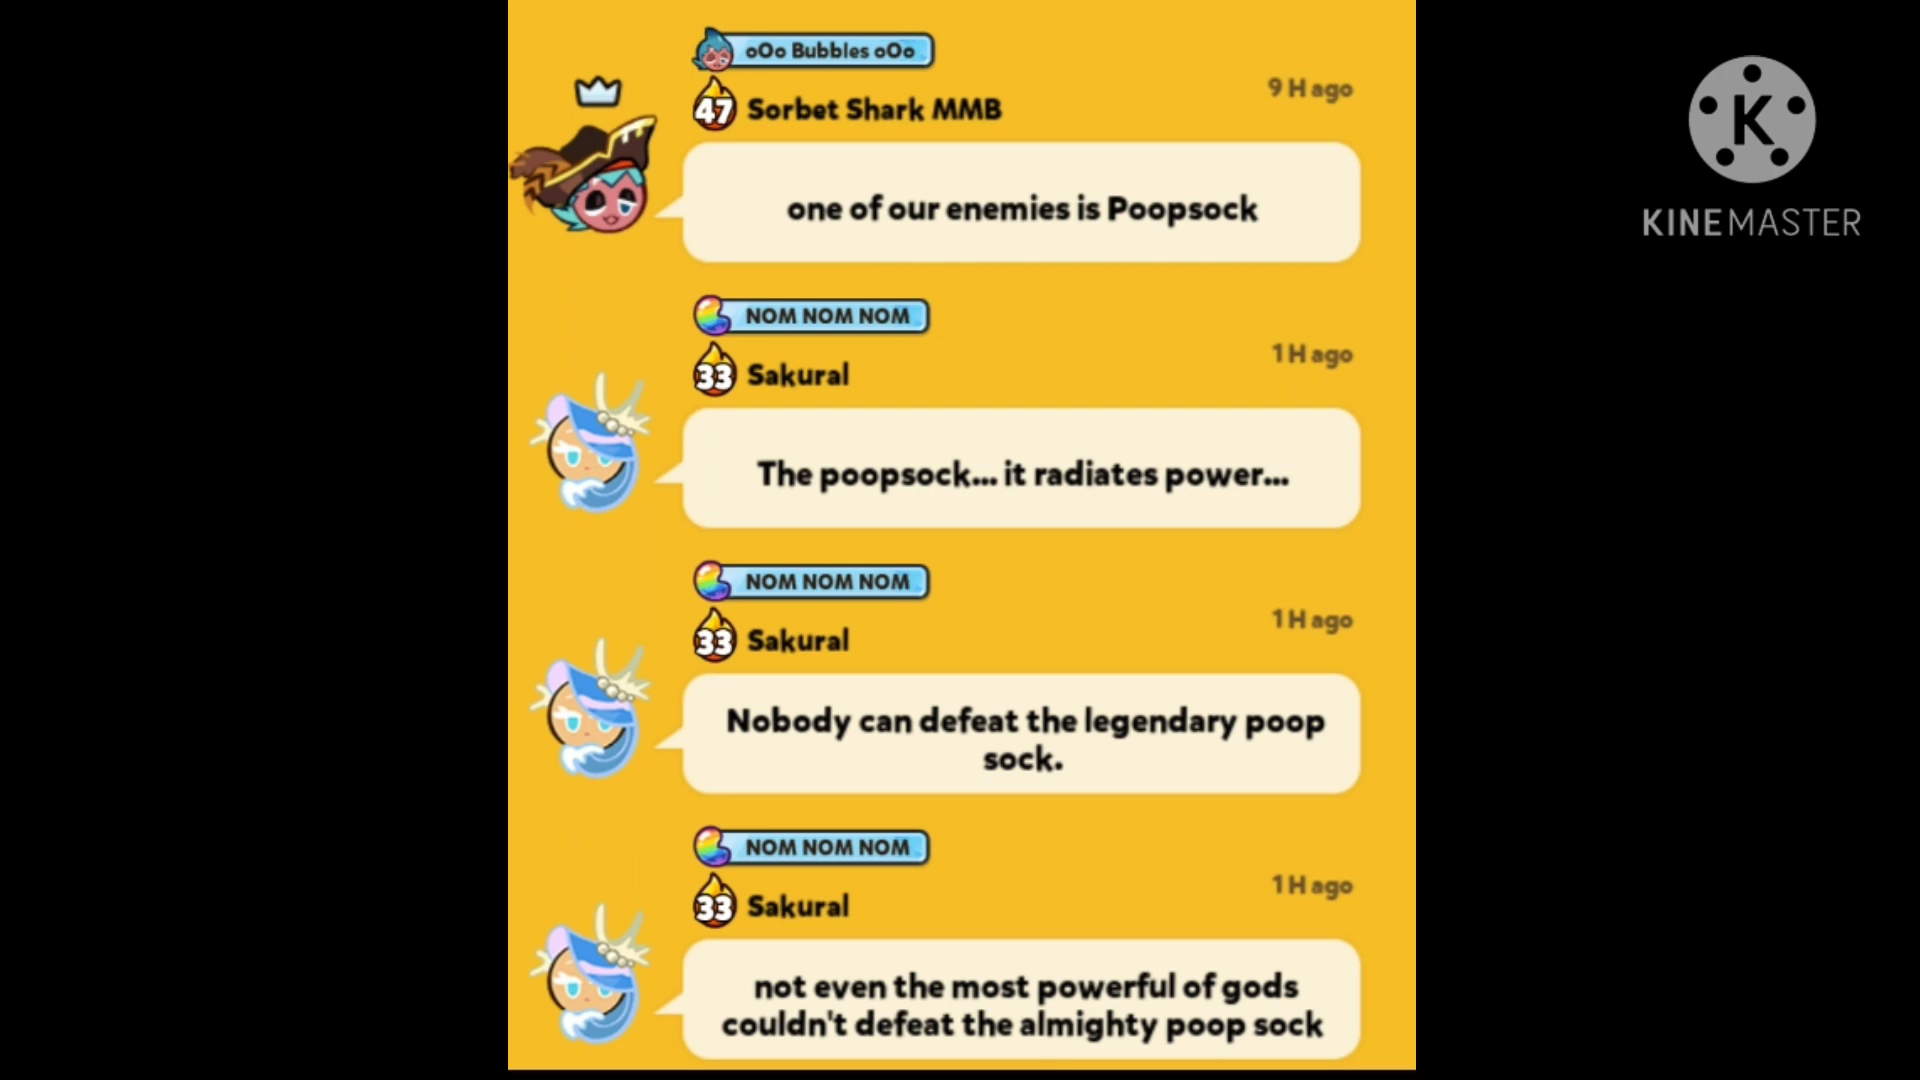 oOo Bubbles oOo
9 H ago
47 Sorbet Shark MMB
one of our enemies is Poopsock
NOM NOM NOM
1 H ago
33 Sakural
The poopsock... it radiates power...
NOM NOM NOM
1 H ago
33 Sakural
Nobody can defeat the legendary poop
sock.
NOM NOM NOM
1 H ago
33 Sakural
not even the most powerful of gods
couldn't defeat the almighty poop sock
K
KINEMASTER